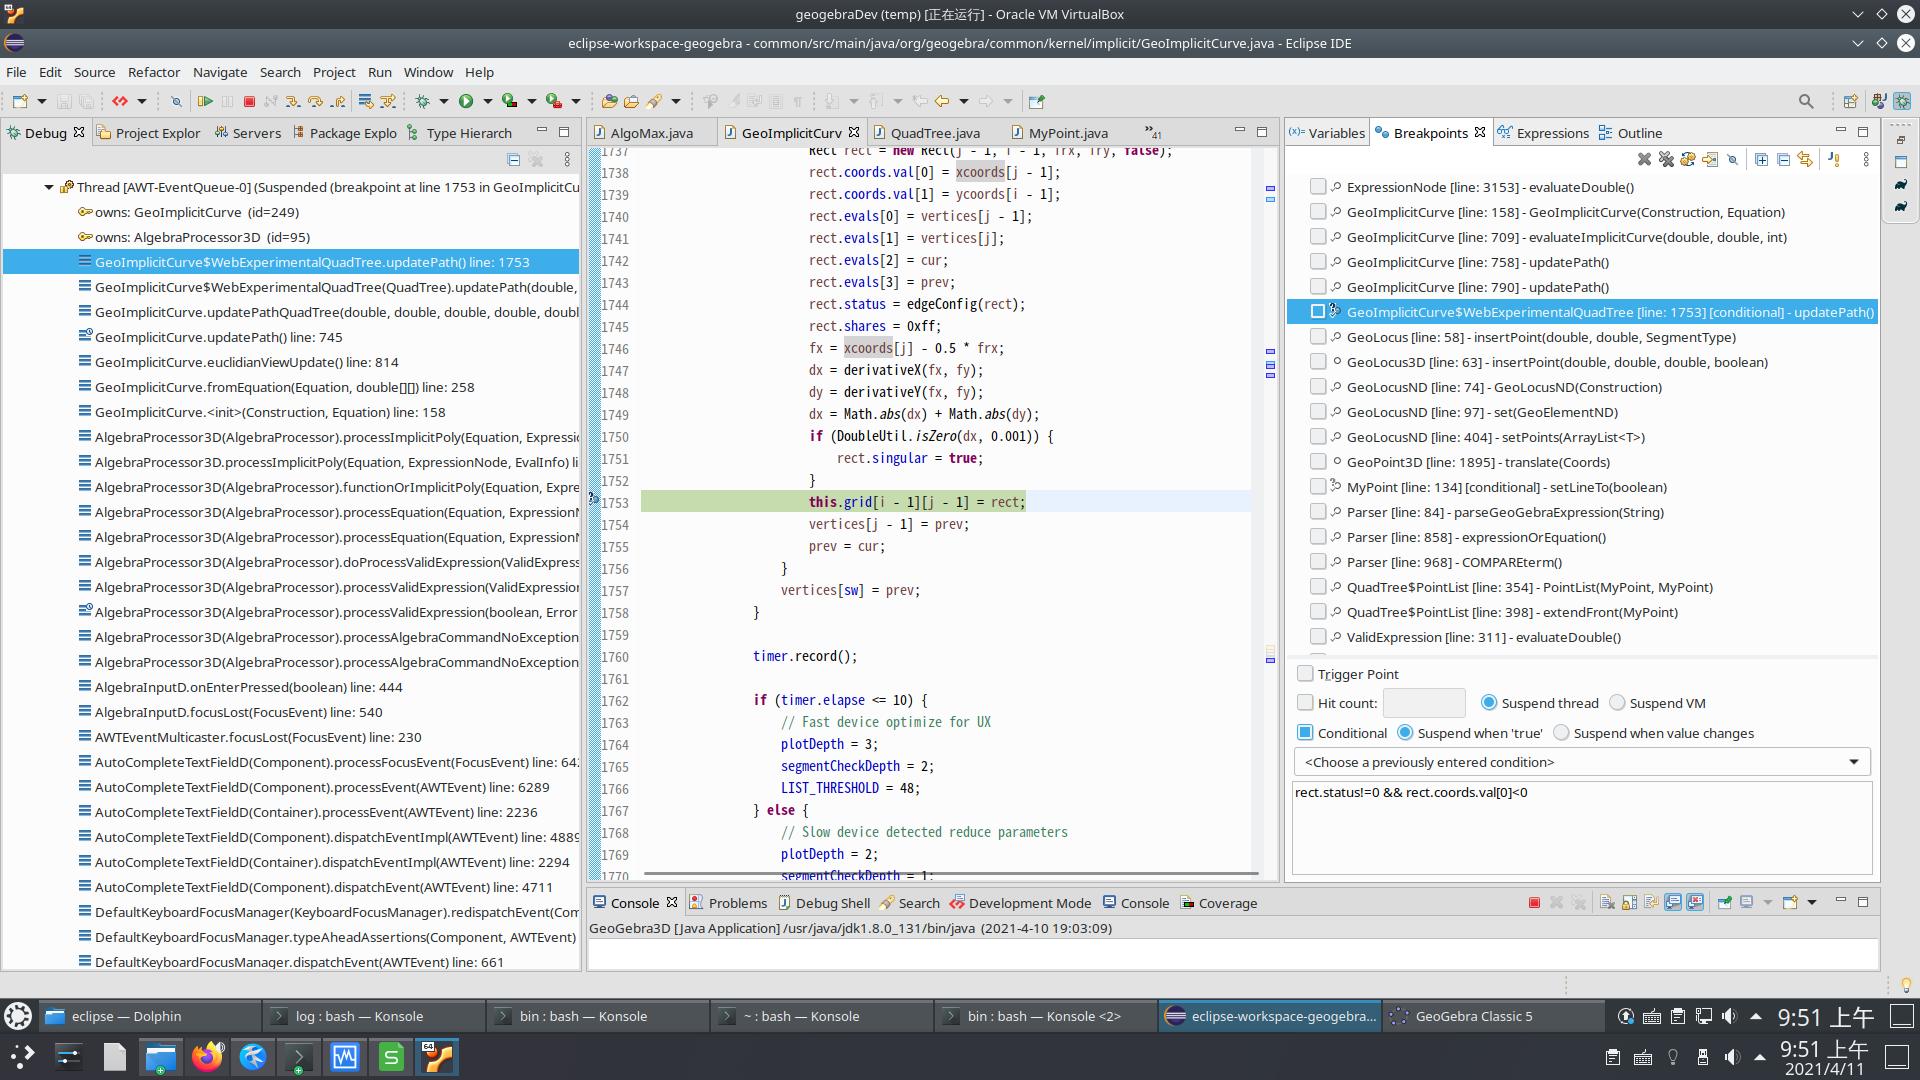 geogebraDev (temp) [正在运行] - Oracle VM VirtualBox
eclipse-workspace-geogebra - common/src/main/java/org/geogebra/common/kernel/implicit/GeoImplicitCurve.java - Eclipse IDE
File Edit Source Refactor Navigate Search Project Run Window Help
Debug Project Explor Servers Package Explo Type Hierarch
Thread [AWT-EventQueue-0] (Suspended (breakpoint at line 1753 in GeoImplicitCu
owns: GeoImplicitCurve (id=249)
owns: AlgebraProcessor3D (id=95)
GeoImplicitCurve$WebExperimentalQuadTree.updatePath() line: 1753
GeoImplicitCurve$WebExperimentalQuadTree(QuadTree).updatePath(double,
GeoImplicitCurve.updatePathQuadTree(double, double, double, double, doubl
GeoImplicitCurve.updatePath() line: 745
GeoImplicitCurve.euclidianViewUpdate() line: 814
GeoImplicitCurve.fromEquation(Equation, double[][]) line: 258
GeoImplicitCurve.<init>(Construction, Equation) line: 158
AlgebraProcessor3D(AlgebraProcessor).processImplicitPoly(Equation, Expressio
AlgebraProcessor3D.processImplicitPoly(Equation, ExpressionNode, EvalInfo) li
AlgebraProcessor3D(AlgebraProcessor).functionOrImplicitPoly(Equation, Expre
AlgebraProcessor3D(AlgebraProcessor).processEquation(Equation, ExpressionN
AlgebraProcessor3D(AlgebraProcessor).processEquation(Equation, ExpressionN
AlgebraProcessor3D(AlgebraProcessor).doProcessValidExpression(ValidExpress
AlgebraProcessor3D(AlgebraProcessor).processValidExpression(ValidExpression
AlgebraProcessor3D(AlgebraProcessor).processValidExpression(boolean, Error
AlgebraProcessor3D(AlgebraProcessor).processAlgebraCommandNoException
AlgebraProcessor3D(AlgebraProcessor).processAlgebraCommandNoException
AlgebraInputD.onEnterPressed(boolean) line: 444
AlgebraInputD.focusLost(FocusEvent) line: 540
AWTEventMulticaster.focusLost(FocusEvent) line: 230
AutoCompleteTextFieldD(Component).processFocusEvent(FocusEvent) line: 642
AutoCompleteTextFieldD(Component).processEvent(AWTEvent) line: 6289
AutoCompleteTextFieldD(Container).processEvent(AWTEvent) line: 2236
AutoCompleteTextFieldD(Component).dispatchEventImpl(AWTEvent) line: 4889
AutoCompleteTextFieldD(Container).dispatchEventImpl(AWTEvent) line: 2294
AutoCompleteTextFieldD(Component).dispatchEvent(AWTEvent) line: 4711
DefaultKeyboardFocusManager(KeyboardFocusManager).redispatchEvent(Com
DefaultKeyboardFocusManager.typeAheadAssertions(Component, AWTEvent)
DefaultKeyboardFocusManager.dispatchEvent(AWTEvent) line: 661
AlgoMax.java GeoImplicitCurv QuadTree.java MyPoint.java »41
1737 Rect rect = new Rect(j - 1, i - 1, frx, fry, false);
1738 rect.coords.val[0] = xcoords[j - 1];
1739 rect.coords.val[1] = ycoords[i - 1];
1740 rect.evals[0] = vertices[j - 1];
1741 rect.evals[1] = vertices[j];
1742 rect.evals[2] = cur;
1743 rect.evals[3] = prev;
1744 rect.status = edgeConfig(rect);
1745 rect.shares = 0xff;
1746 fx = xcoords[j] - 0.5 * frx;
1747 dx = derivativeX(fx, fy);
1748 dy = derivativeY(fx, fy);
1749 dx = Math.abs(dx) + Math.abs(dy);
1750 if (DoubleUtil.isZero(dx, 0.001)) {
1751 rect.singular = true;
1752 }
1753 this.grid[i - 1][j - 1] = rect;
1754 vertices[j - 1] = prev;
1755 prev = cur;
1756 }
1757 vertices[sw] = prev;
1758 }
1759
1760 timer.record();
1761
1762 if (timer.elapse <= 10) {
1763 // Fast device optimize for UX
1764 plotDepth = 3;
1765 segmentCheckDepth = 2;
1766 LIST_THRESHOLD = 48;
1767 } else {
1768 // Slow device detected reduce parameters
1769 plotDepth = 2;
1770 segmentCheckDepth = 1;
Variables Breakpoints Expressions Outline
ExpressionNode [line: 3153] - evaluateDouble()
GeoImplicitCurve [line: 158] - GeoImplicitCurve(Construction, Equation)
GeoImplicitCurve [line: 709] - evaluateImplicitCurve(double, double, int)
GeoImplicitCurve [line: 758] - updatePath()
GeoImplicitCurve [line: 790] - updatePath()
GeoImplicitCurve$WebExperimentalQuadTree [line: 1753] [conditional] - updatePath()
GeoLocus [line: 58] - insertPoint(double, double, SegmentType)
GeoLocus3D [line: 63] - insertPoint(double, double, double, boolean)
GeoLocusND [line: 74] - GeoLocusND(Construction)
GeoLocusND [line: 97] - set(GeoElementND)
GeoLocusND [line: 404] - setPoints(ArrayList<T>)
GeoPoint3D [line: 1895] - translate(Coords)
MyPoint [line: 134] [conditional] - setLineTo(boolean)
Parser [line: 84] - parseGeoGebraExpression(String)
Parser [line: 858] - expressionOrEquation()
Parser [line: 968] - COMPAREterm()
QuadTree$PointList [line: 354] - PointList(MyPoint, MyPoint)
QuadTree$PointList [line: 398] - extendFront(MyPoint)
ValidExpression [line: 311] - evaluateDouble()
Trigger Point
Hit count: Suspend thread Suspend VM
Conditional Suspend when 'true' Suspend when value changes
<Choose a previously entered condition>
rect.status!=0 && rect.coords.val[0]<0
Console Problems Debug Shell Search Development Mode Console Coverage
GeoGebra3D [Java Application] /usr/java/jdk1.8.0_131/bin/java (2021-4-10 19:03:09)
eclipse — Dolphin log : bash — Konsole bin : bash — Konsole ~ : bash — Konsole bin : bash — Konsole <2> eclipse-workspace-geogebra... GeoGebra Classic 5 9:51 上午
64 9:51 上午
2021/4/11